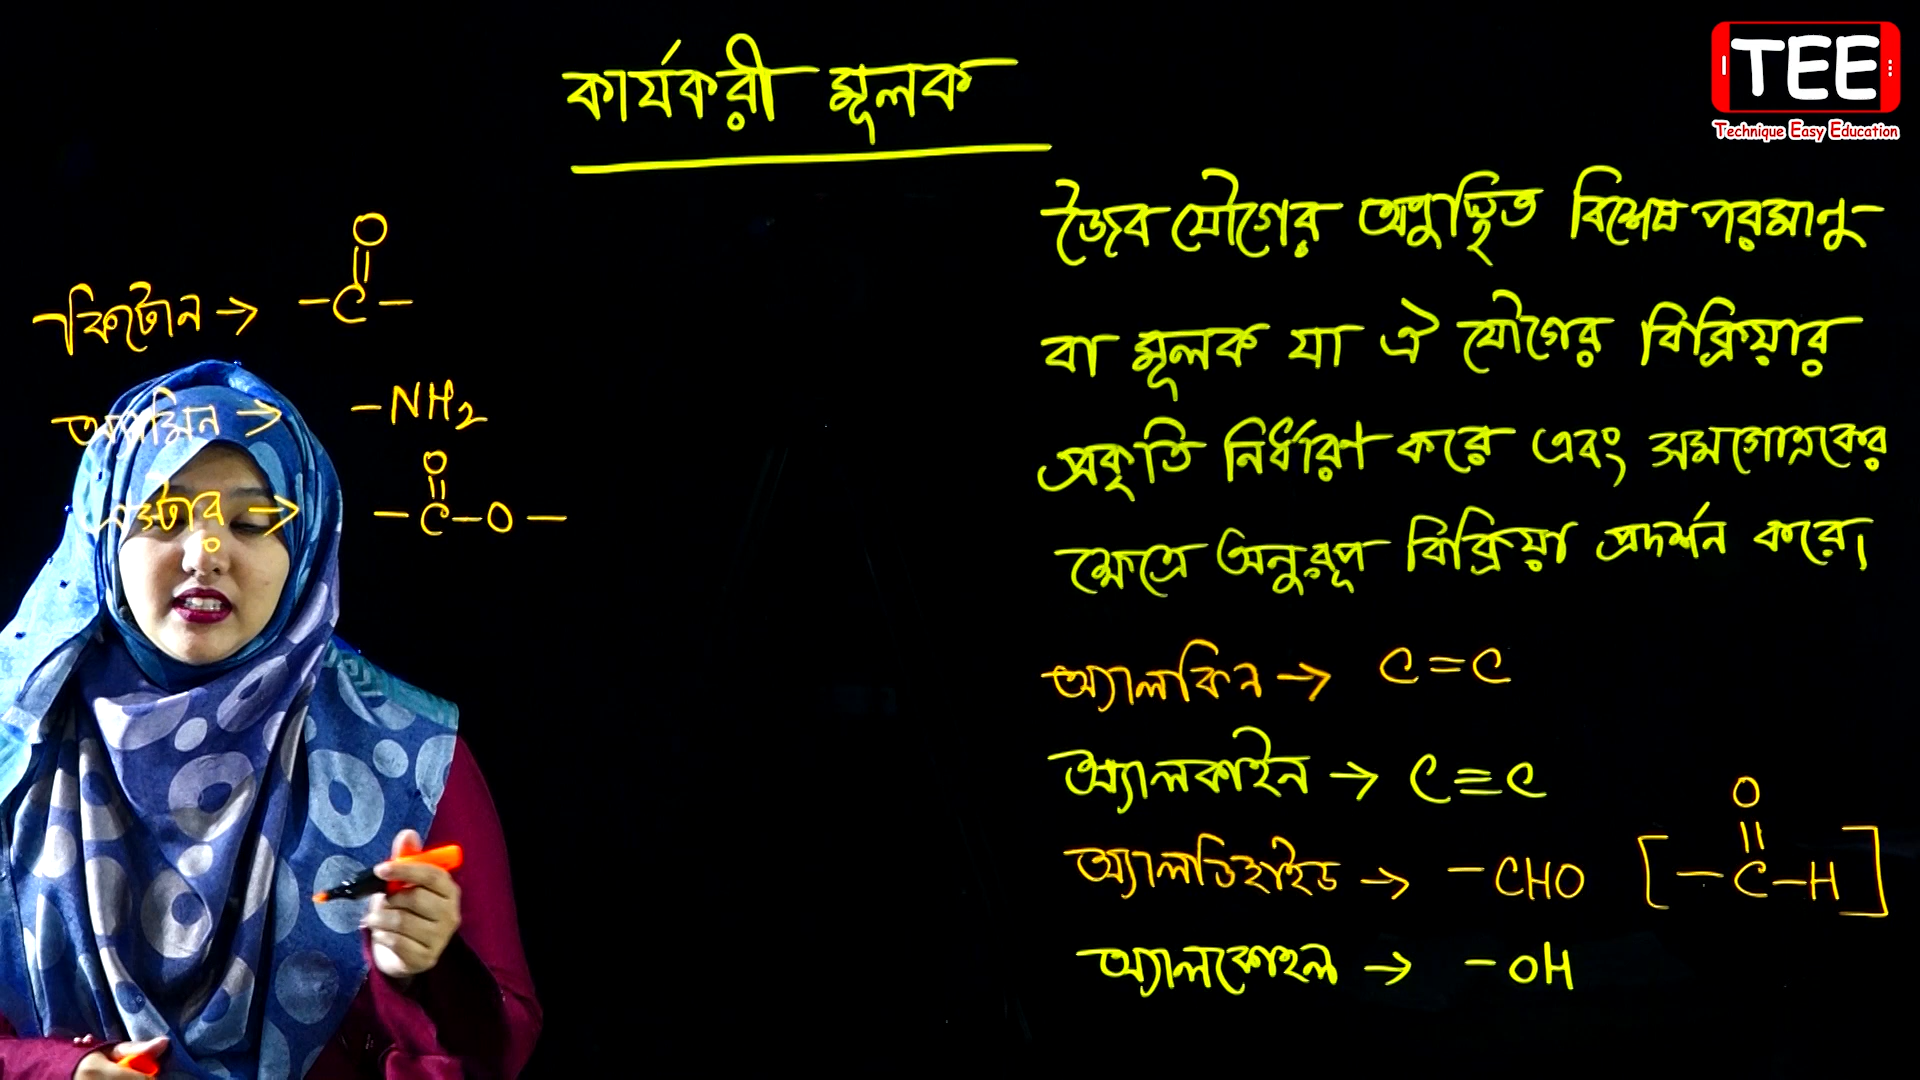 কার্যকরী মূলক
TEE
Technique Easy Education
জৈব যৌগের অণুস্থিত বিশেষ পরমানু
বা মূলক যা ঐ যৌগের বিক্রিয়ার
প্রকৃতি নির্ধারণ করে এবং সমগোত্রকের
ক্ষেত্রে অনুরূপ বিক্রিয়া প্রদর্শন করে।
অ্যালকিন → C=C
অ্যালকাইন → C≡C
অ্যালডিহাইড → -CHO [-C-H]
O
অ্যালকোহল → -OH
O
কিটোন → -C-
অ্যামিন → -NH2
O
এস্টার → -C-O-